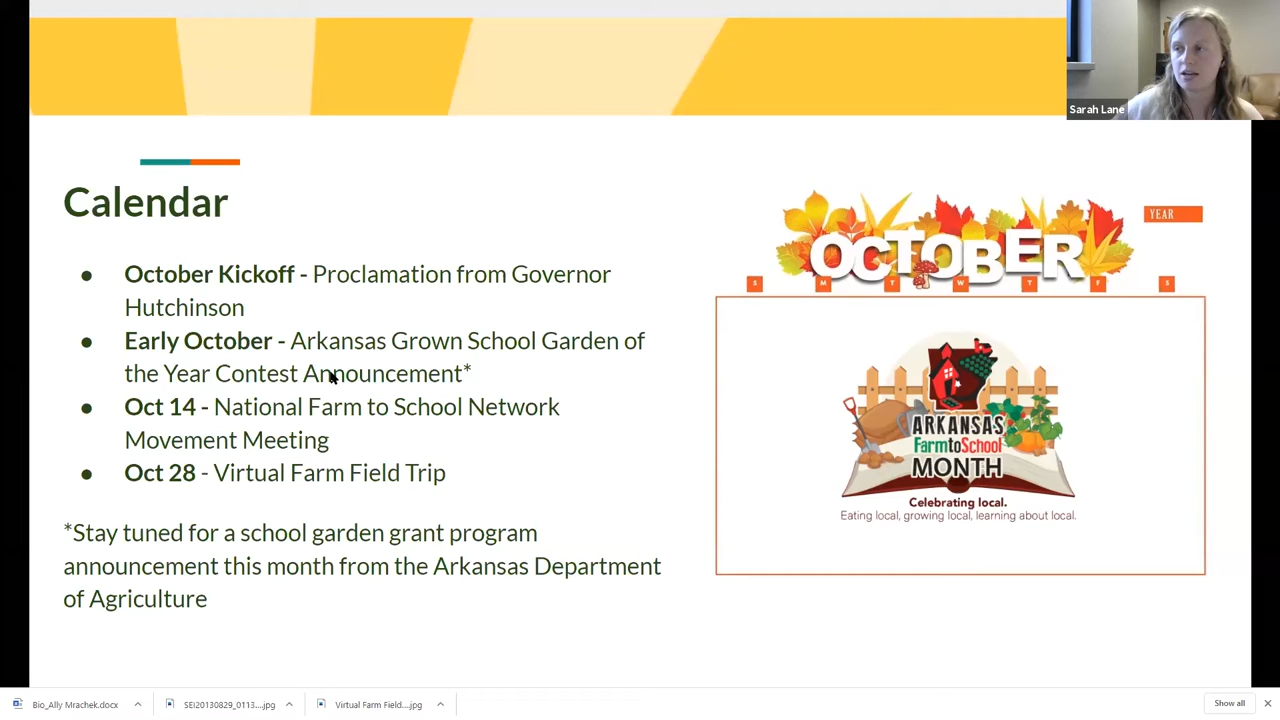 Sarah Lane
Calendar
● October Kickoff - Proclamation from Governor
Hutchinson
● Early October - Arkansas Grown School Garden of
the Year Contest Announcement*
● Oct 14 - National Farm to School Network
Movement Meeting
● Oct 28 - Virtual Farm Field Trip
*Stay tuned for a school garden grant program
announcement this month from the Arkansas Department
of Agriculture
OCTOBER
YEAR
S M T W T F S
ARKANSAS
FarmtoSchool
MONTH
Celebrating local.
Eating local, growing local, learning about local.
Bio_Ally Mrachek.docx
SEI20130829_0113....jpg
Virtual Farm Field....jpg
Show all